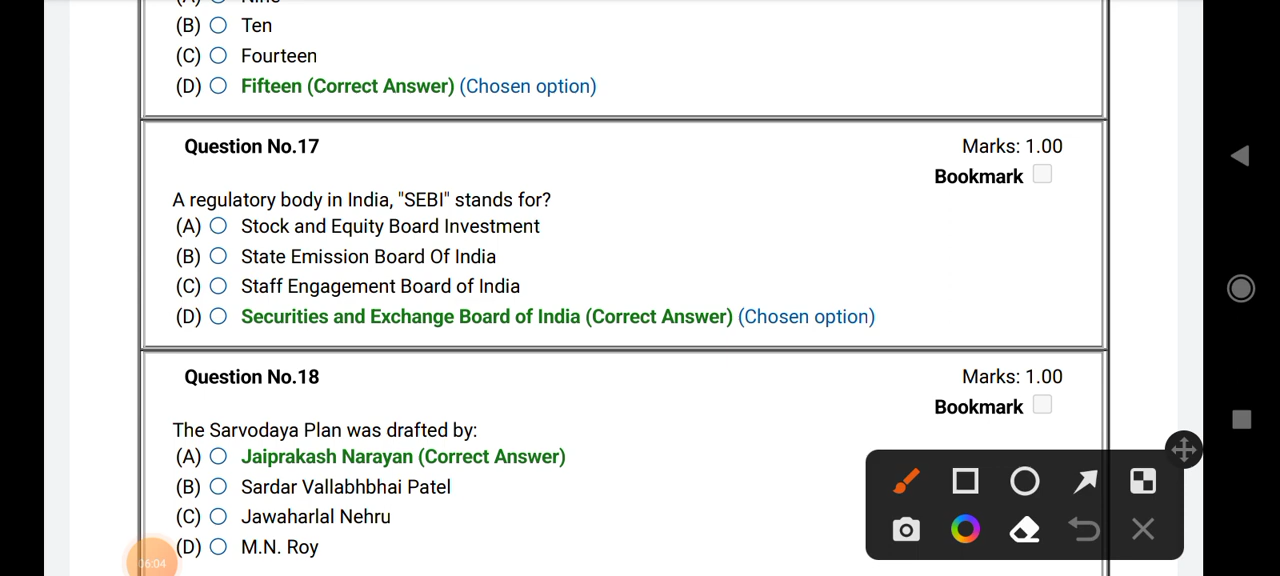 (A) Nine
(B) Ten
(C) Fourteen
(D) Fifteen (Correct Answer) (Chosen option)
Question No.17 Marks: 1.00
Bookmark
A regulatory body in India, "SEBI" stands for?
(A) Stock and Equity Board Investment
(B) State Emission Board Of India
(C) Staff Engagement Board of India
(D) Securities and Exchange Board of India (Correct Answer) (Chosen option)
Question No.18 Marks: 1.00
Bookmark
The Sarvodaya Plan was drafted by:
(A) Jaiprakash Narayan (Correct Answer)
(B) Sardar Vallabhbhai Patel
(C) Jawaharlal Nehru
(D) M.N. Roy
06:04